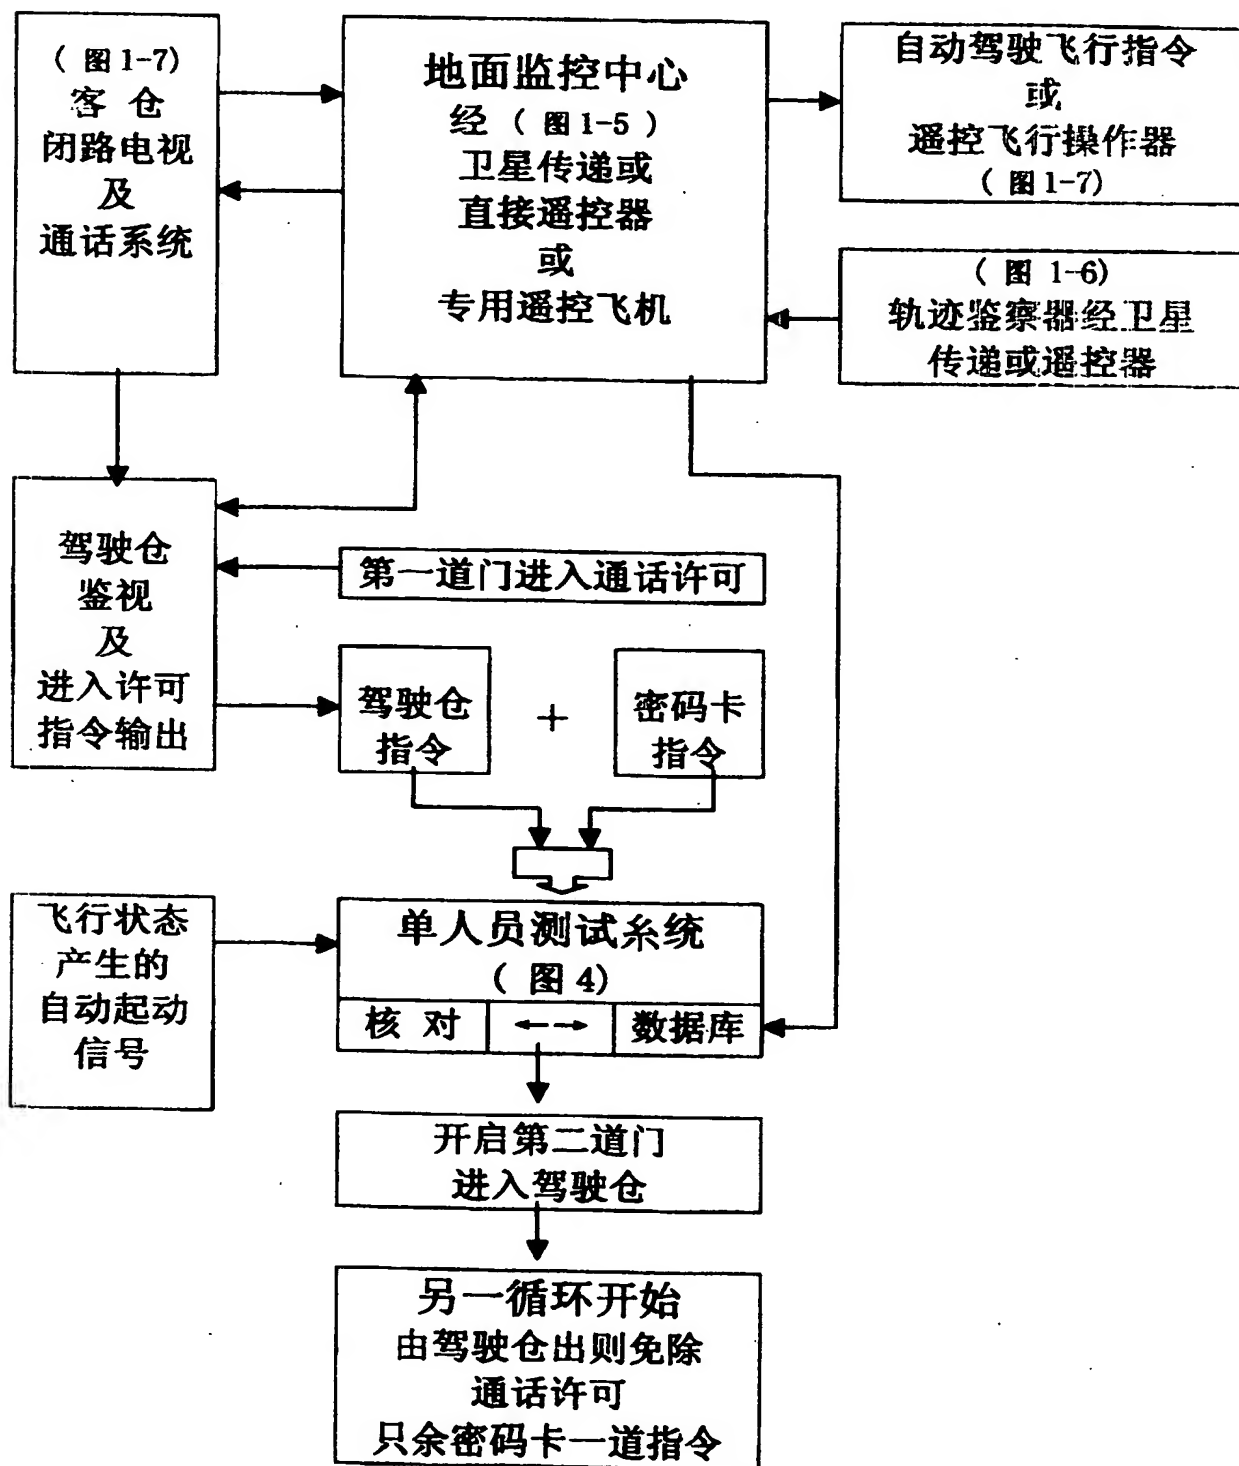 ( 图1-7)
客 仓
闭路电视
及
通话系统
地面监控中心
经 ( 图1-5 )
卫星传递或
直接遥控器
或
专用遥控飞机
自动驾驶飞行指令
或
遥控飞行操作器
( 图1-7)
( 图 1-6)
轨迹鉴察器经卫星
传递或遥控器
驾驶仓
鉴视
及
进入许可
指令输出
第一道门进入通话许可
驾驶仓
指令
+
密码卡
指令
飞行状态
产生的
自动起动
信号
单人员测试糸统
( 图 4)
核 对
数据库
开启第二道门
进入驾驶仓
另一循环开始
由驾驶仓出则免除
通话许可
只余密码卡一道指令